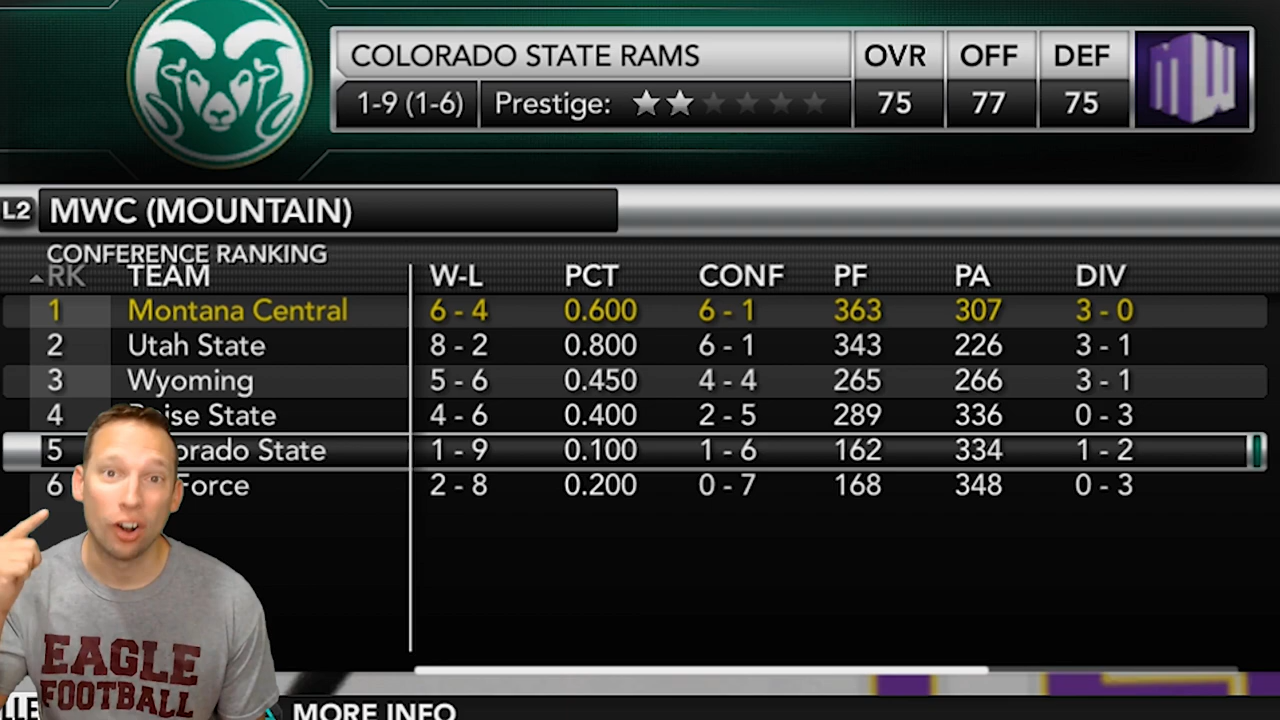 COLORADO STATE RAMS OVR OFF DEF MW
1-9 (1-6) Prestige: 75 77 75
L2 MWC (MOUNTAIN)
CONFERENCE RANKING
RK TEAM W-L PCT CONF PF PA DIV
1 Montana Central 6 - 4 0.600 6 - 1 363 307 3 - 0
2 Utah State 8 - 2 0.800 6 - 1 343 226 3 - 1
3 Wyoming 5 - 6 0.450 4 - 4 265 266 3 - 1
4 Boise State 4 - 6 0.400 2 - 5 289 336 0 - 3
5 orado State 1 - 9 0.100 1 - 6 162 334 1 - 2
6 Force 2 - 8 0.200 0 - 7 168 348 0 - 3
EAGLE
FOOTBALL
MORE INFO